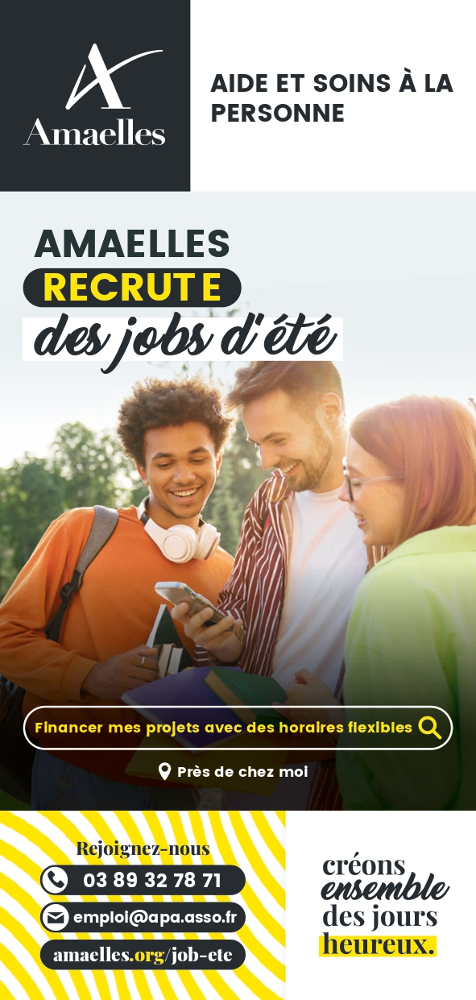 Amaelles
AIDE ET SOINS À LA
PERSONNE
AMAELLES
RECRUTE
des jobs d'été
Financer mes projets avec des horaires flexibles
Près de chez moi
Rejoignez-nous
03 89 32 78 71
emploi@apa.asso.fr
amaelles.org/job-ete
créons
ensemble
des jours
heureux.